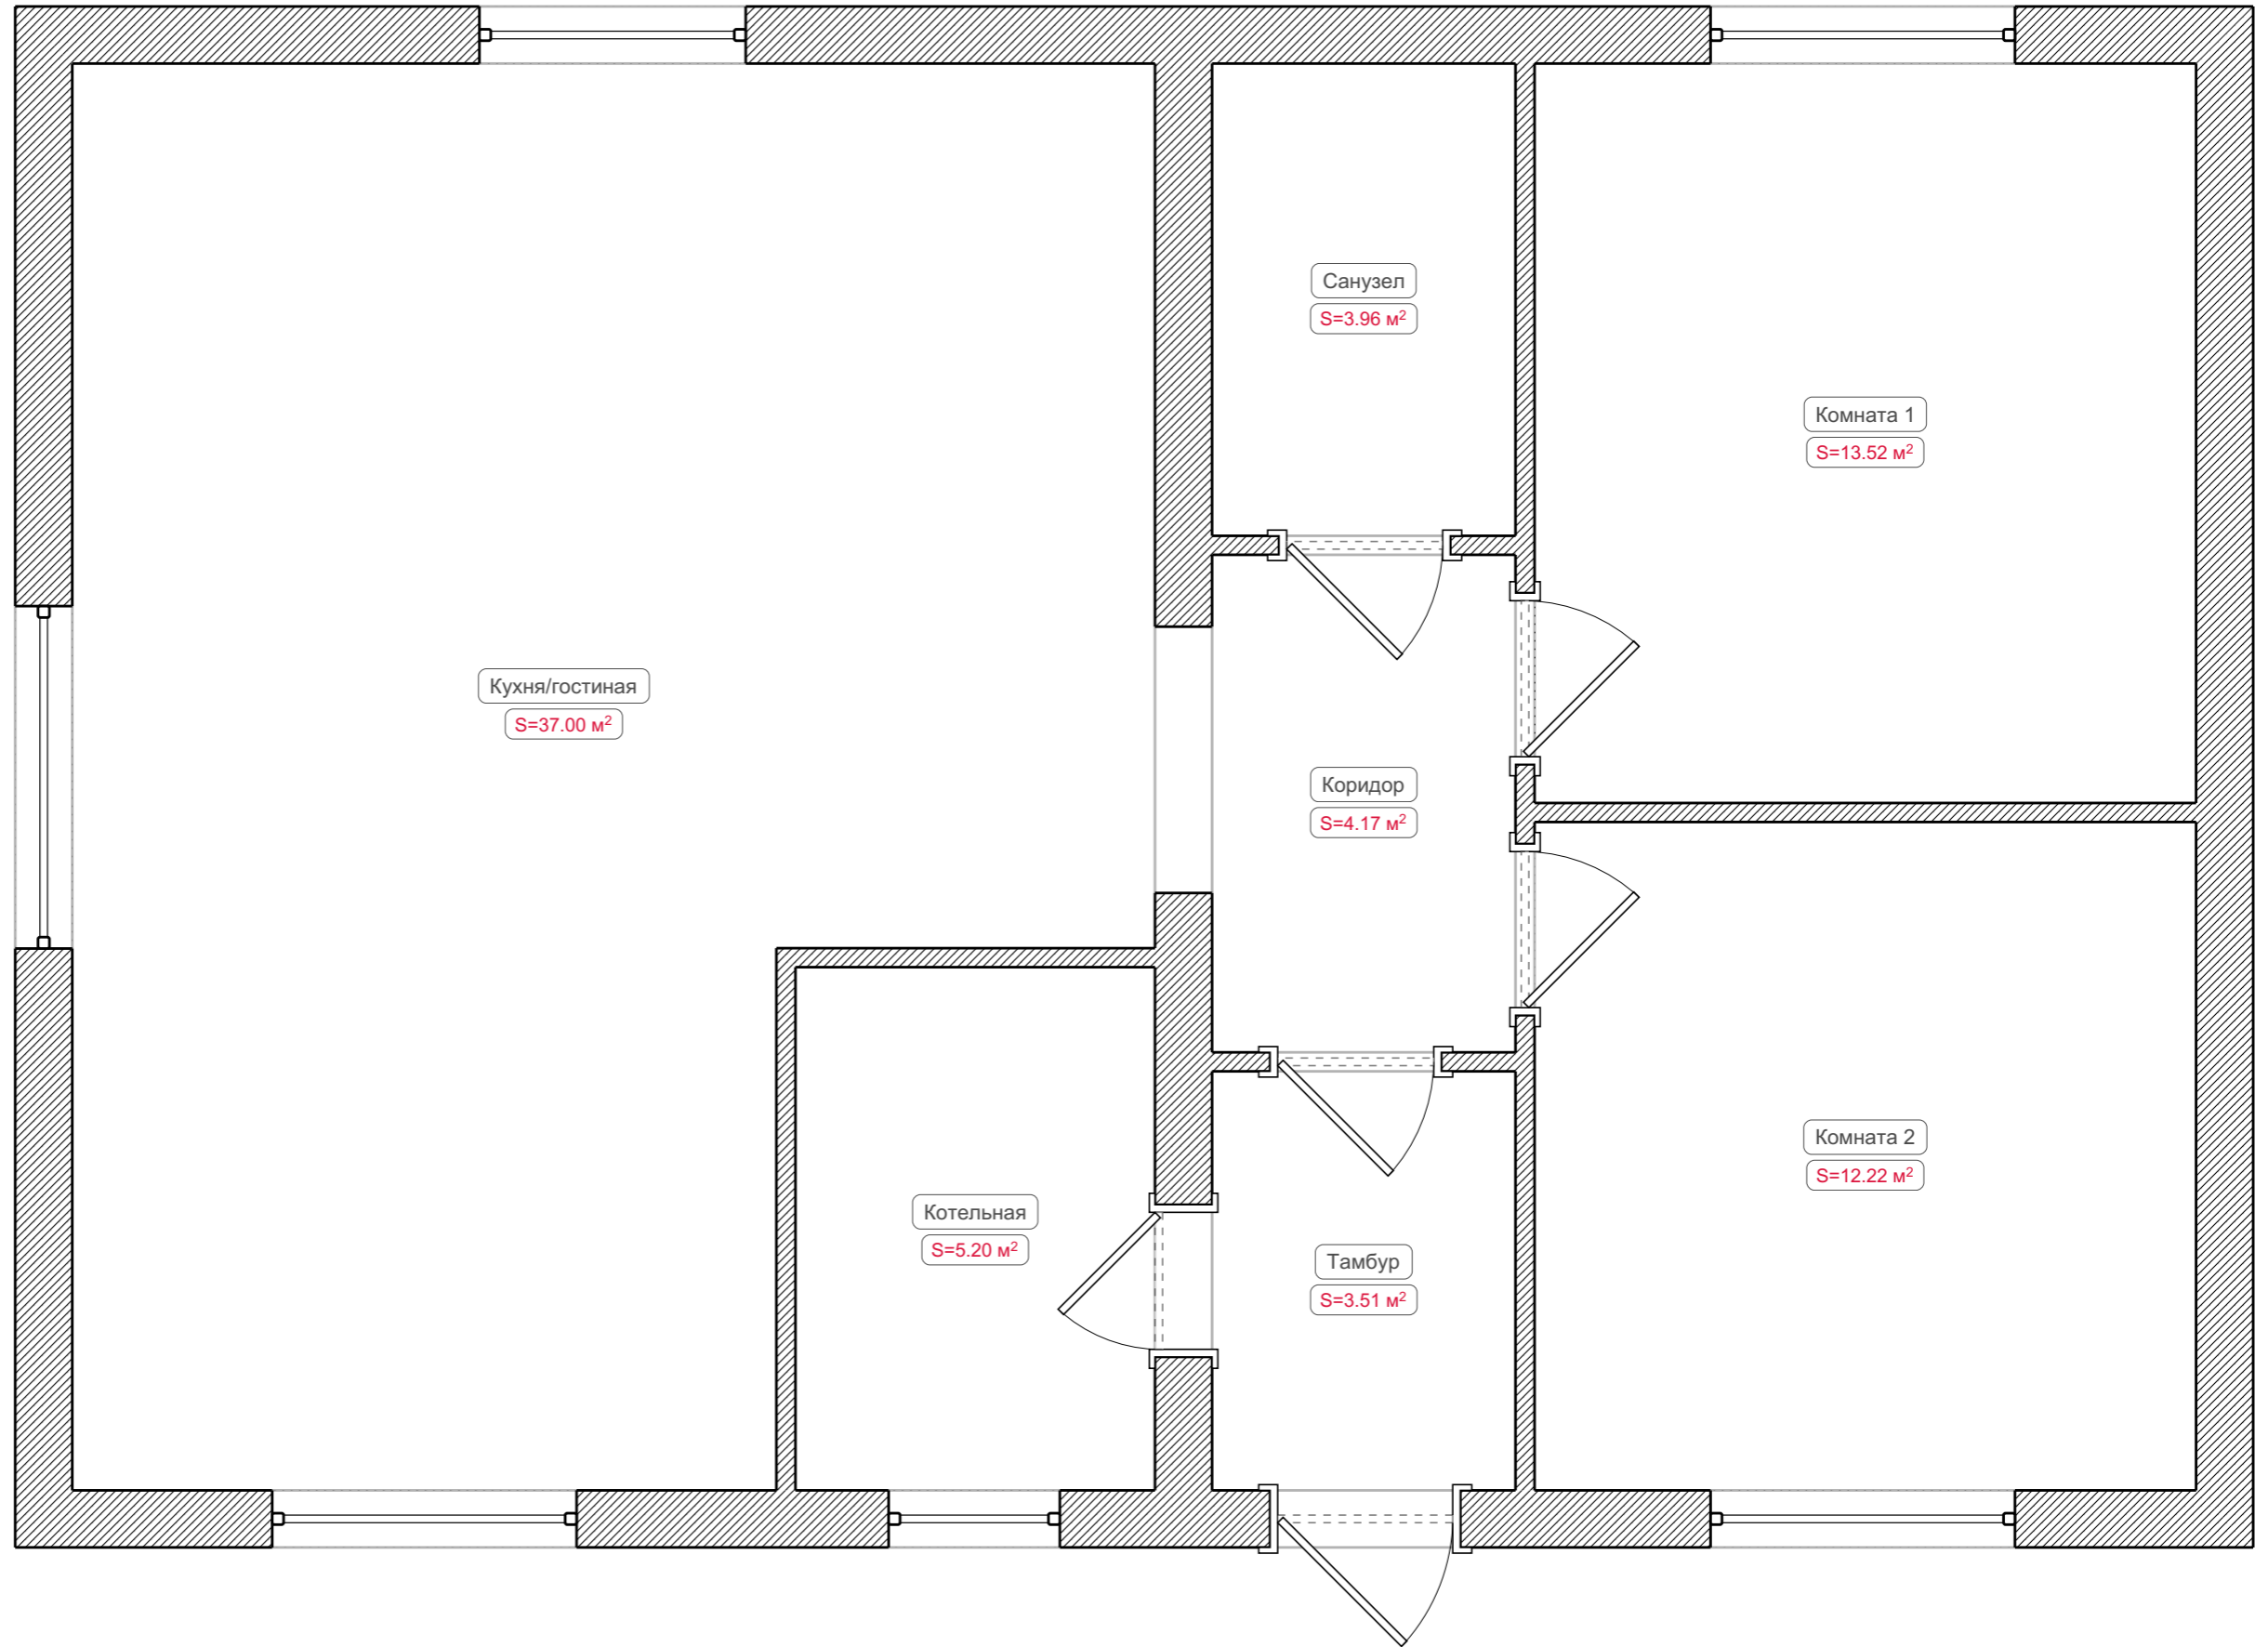 Санузел
S=3.96 м²
Комната 1
S=13.52 м²
Кухня/гостиная
S=37.00 м²
Коридор
S=4.17 м²
Комната 2
S=12.22 м²
Котельная
S=5.20 м²
Тамбур
S=3.51 м²